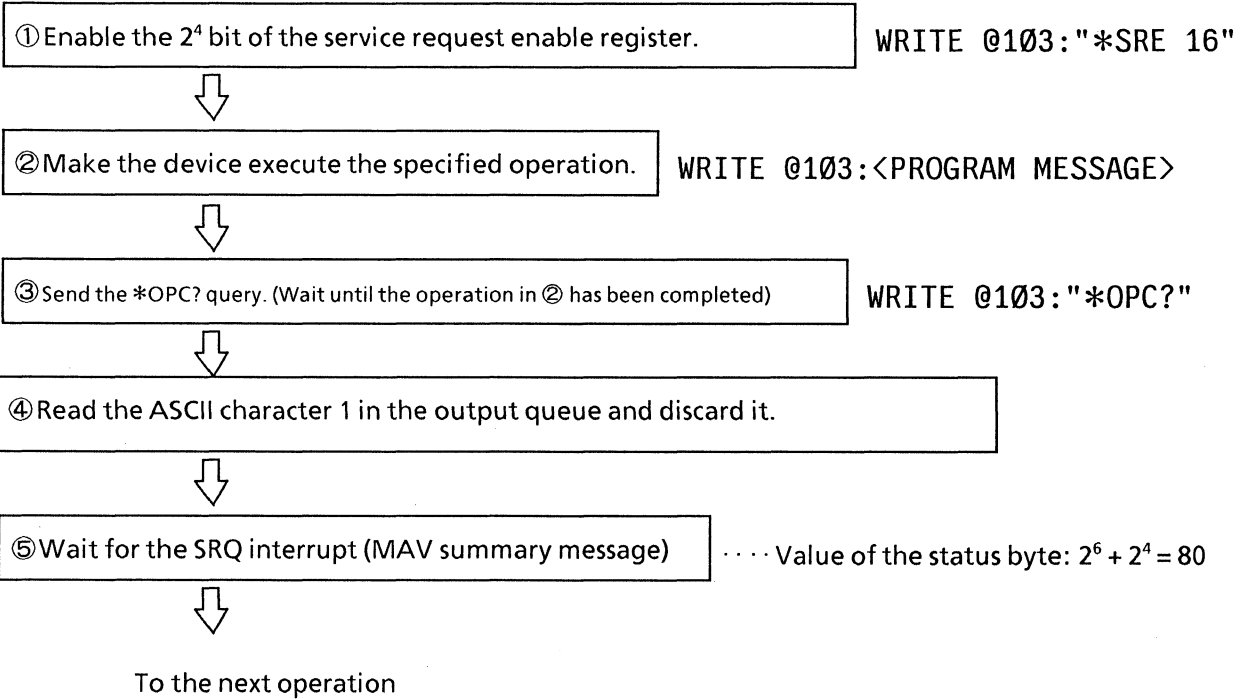 ①Enable the 2⁴ bit of the service request enable register. WRITE @1Ø3:"*SRE 16"
②Make the device execute the specified operation. WRITE @1Ø3:<PROGRAM MESSAGE>
③Send the *OPC? query. (Wait until the operation in ② has been completed) WRITE @1Ø3:"*OPC?"
④Read the ASCII character 1 in the output queue and discard it.
⑤Wait for the SRQ interrupt (MAV summary message) ····Value of the status byte: 2⁶ + 2⁴ = 80
To the next operation